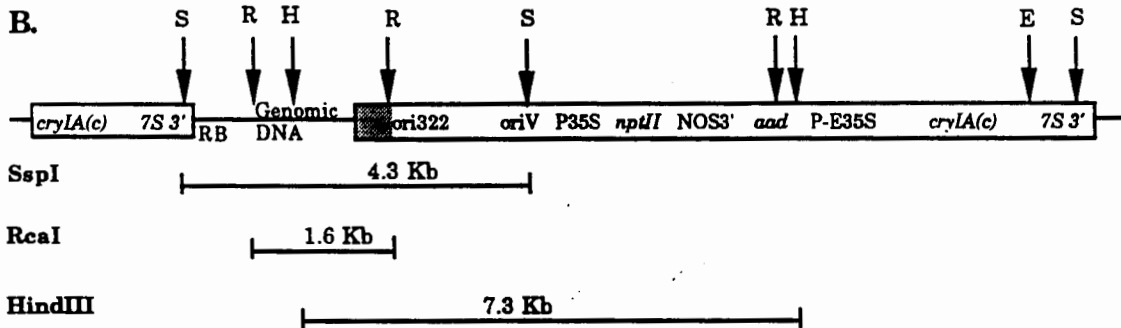 B.
S R H R S R H E S
cryIA(c) 7S 3' RB Genomic DNA ori322 oriV P35S nptII NOS3' aad P-E35S cryIA(c) 7S 3'
SspI 4.3 Kb
RcaI 1.6 Kb
HindIII 7.3 Kb